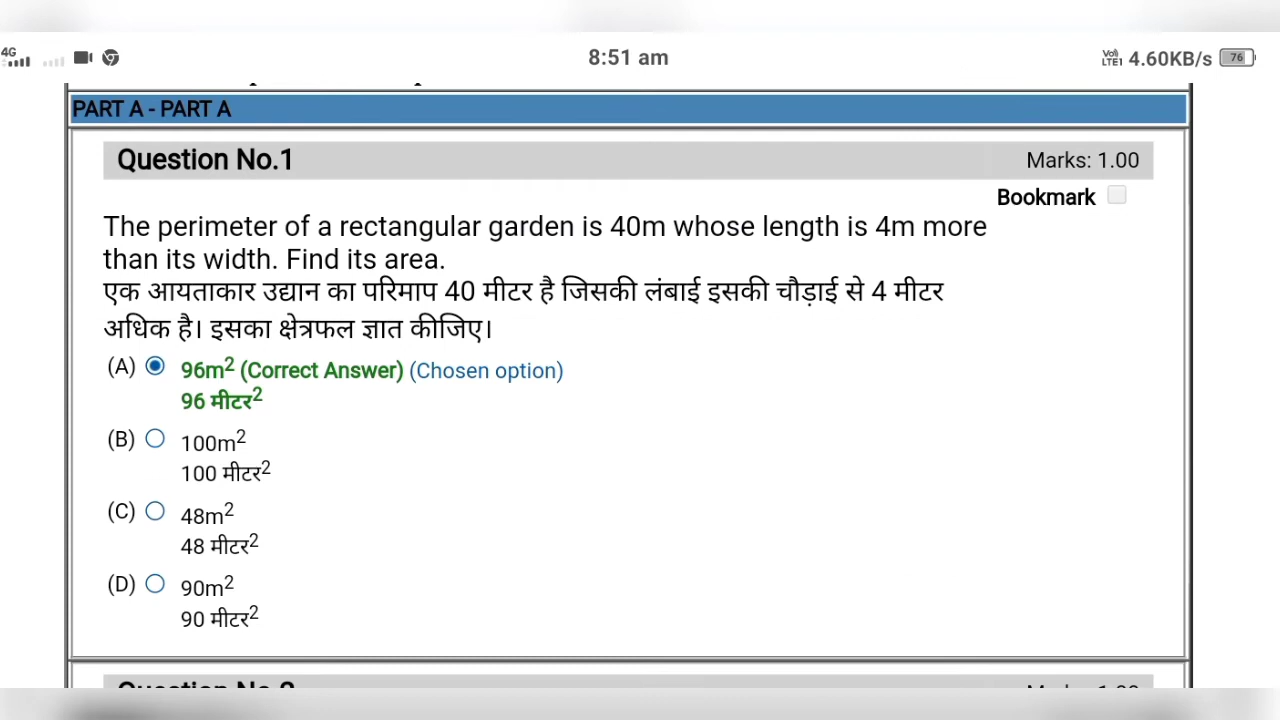 4G
8:51 am
Vol) LTE1 4.60KB/s 76
PART A - PART A
Question No.1 Marks: 1.00
Bookmark
The perimeter of a rectangular garden is 40m whose length is 4m more
than its width. Find its area.
एक आयताकार उद्यान का परिमाप 40 मीटर है जिसकी लंबाई इसकी चौड़ाई से 4 मीटर
अधिक है। इसका क्षेत्रफल ज्ञात कीजिए।
(A) 96m² (Correct Answer) (Chosen option)
96 मीटर²
(B) 100m²
100 मीटर²
(C) 48m²
48 मीटर²
(D) 90m²
90 मीटर²